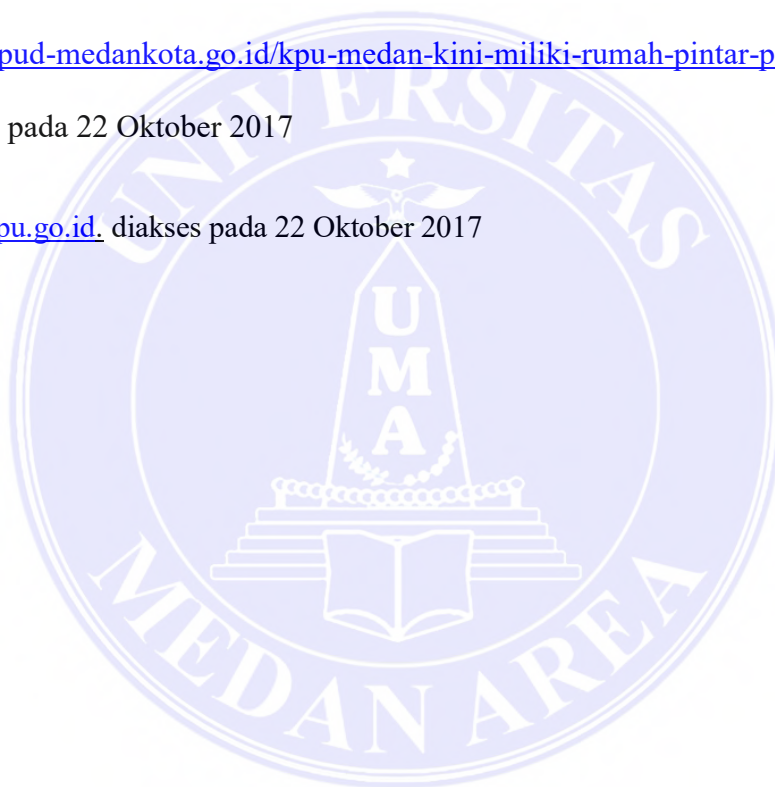 pud-medankota.go.id/kpu-medan-kini-miliki-rumah-pintar-p
pada 22 Oktober 2017
pu.go.id. diakses pada 22 Oktober 2017
UNIVERSITAS
U
M
A
MEDAN AREA